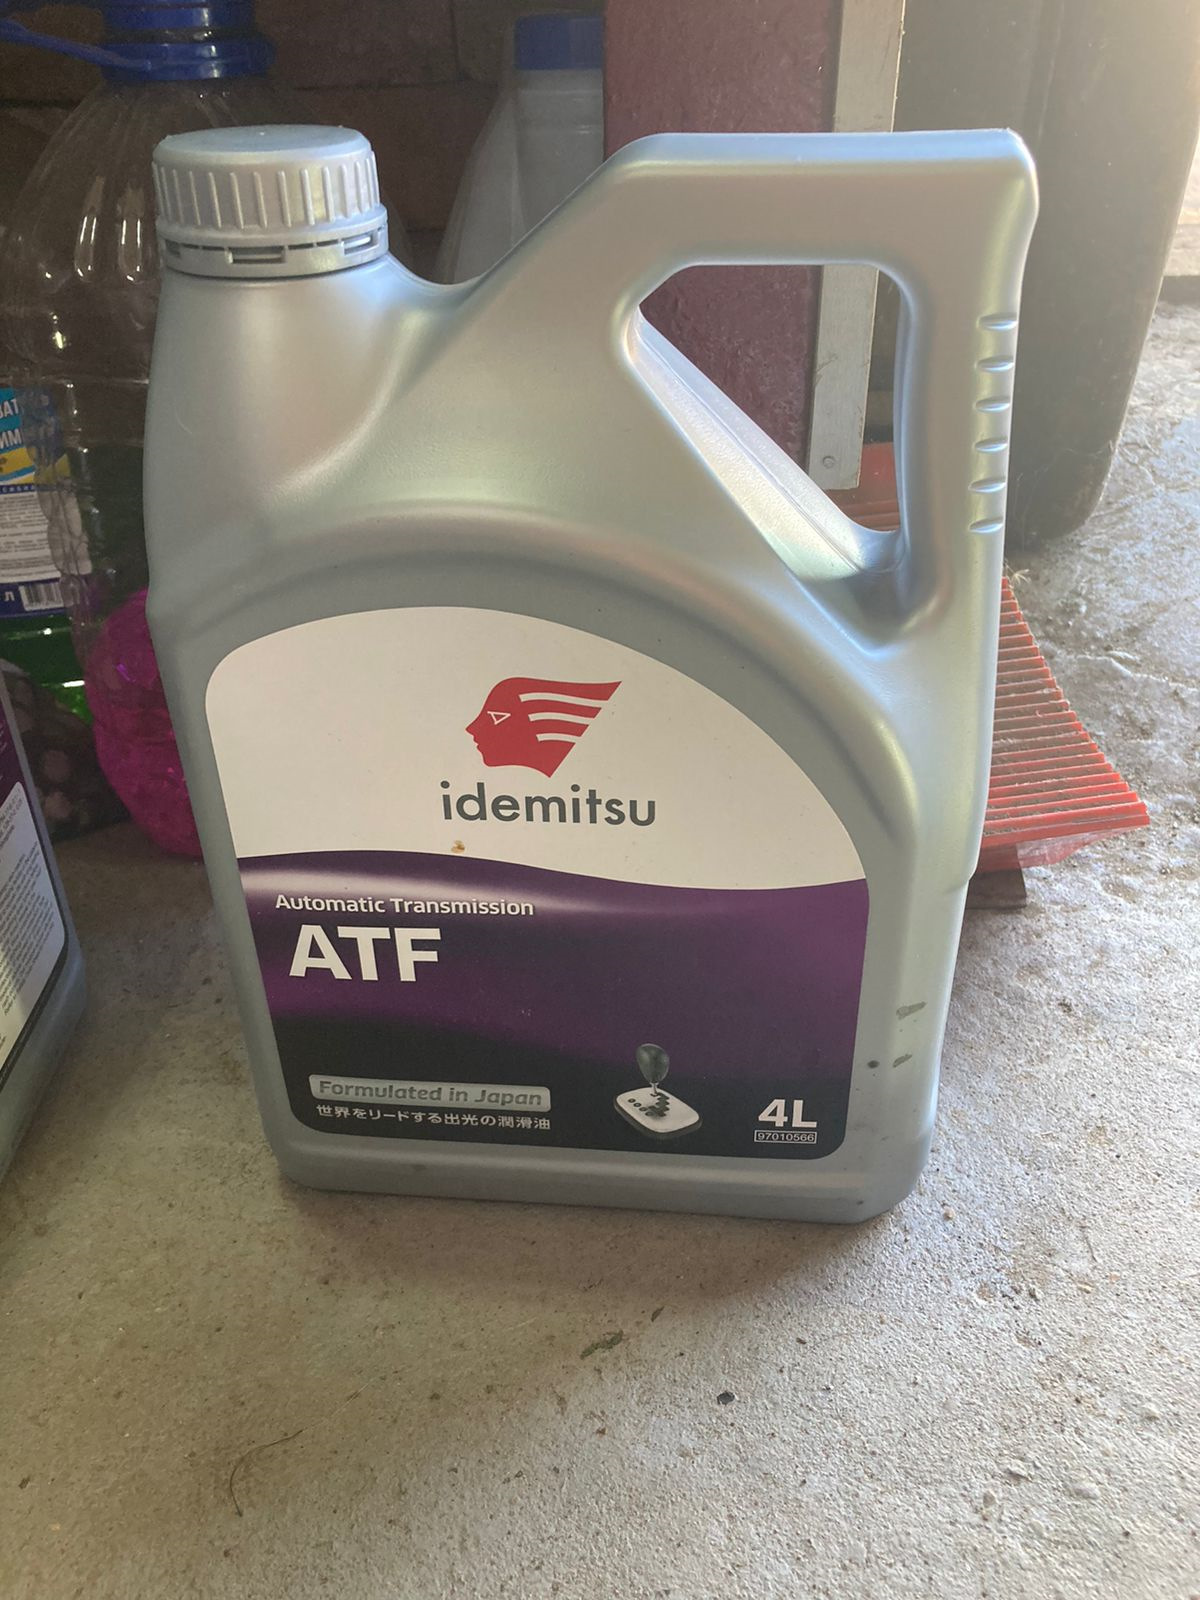 idemitsu
Automatic Transmission
ATF
Formulated in Japan
世界をリードする出光の潤滑油
4L
97010566